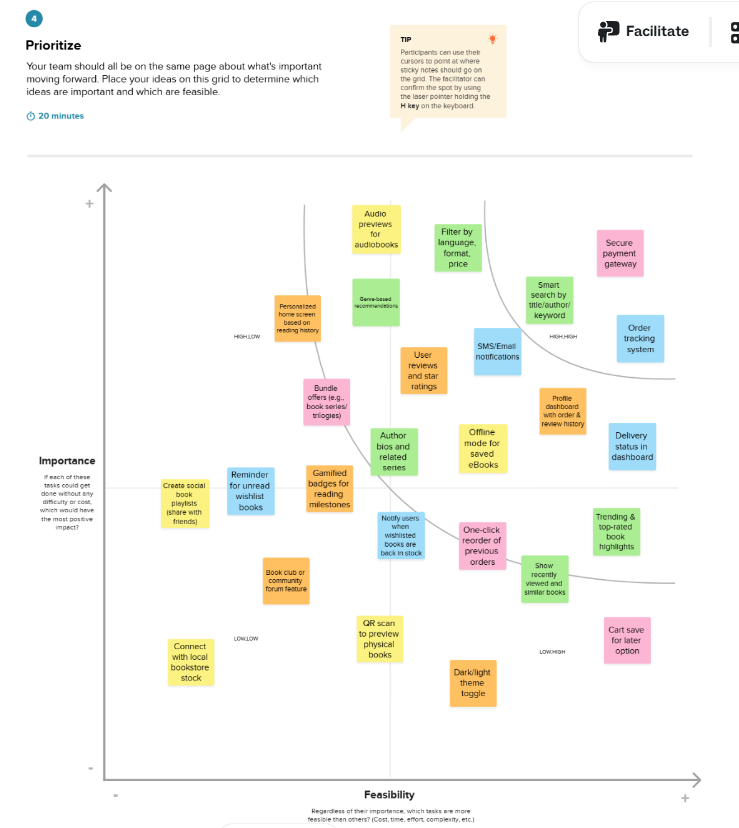 4
Prioritize
Your team should all be on the same page about what's important
moving forward. Place your ideas on this grid to determine which
ideas are important and which are feasible.
20 minutes
TIP
Participants can use their
cursors to point at where
sticky notes should go on
the grid. The facilitator can
confirm the spot by using
the laser pointer holding the
H key on the keyboard.
Facilitate
+
Audio
previews
for
audiobooks
Filter by
language,
format,
price
Secure
payment
gateway
Genre-based
recommendations
Smart
search by
title/author/
keyword
Personalized
home screen
based on
reading history
HIGH,LOW
SMS/Email
notifications
HIGH,HIGH
Order
tracking
system
User
reviews
and star
ratings
Bundle
offers (e.g.,
book series/
trilogies)
Profile
dashboard
with order &
review history
Author
bios and
related
series
Offline
mode for
saved
eBooks
Delivery
status in
dashboard
Importance
If each of these
tasks could get
done without any
difficulty or cost,
which would have
the most positive
impact?
Create social
book
playlists
(share with
friends)
Reminder
for unread
wishlist
books
Gamified
badges for
reading
milestones
Notify users
when
wishlisted
books are
back in stock
One-click
reorder of
previous
orders
Trending &
top-rated
book
highlights
Book club or
community
forum feature
Show
recently
viewed and
similar books
Connect
with local
bookstore
stock
LOW,LOW
QR scan
to preview
physical
books
LOW,HIGH
Cart save
for later
option
Dark/light
theme
toggle
-
-
Feasibility
+
Regardless of their importance, which tasks are more
feasible than others? (Cost, time, effort, complexity, etc.)